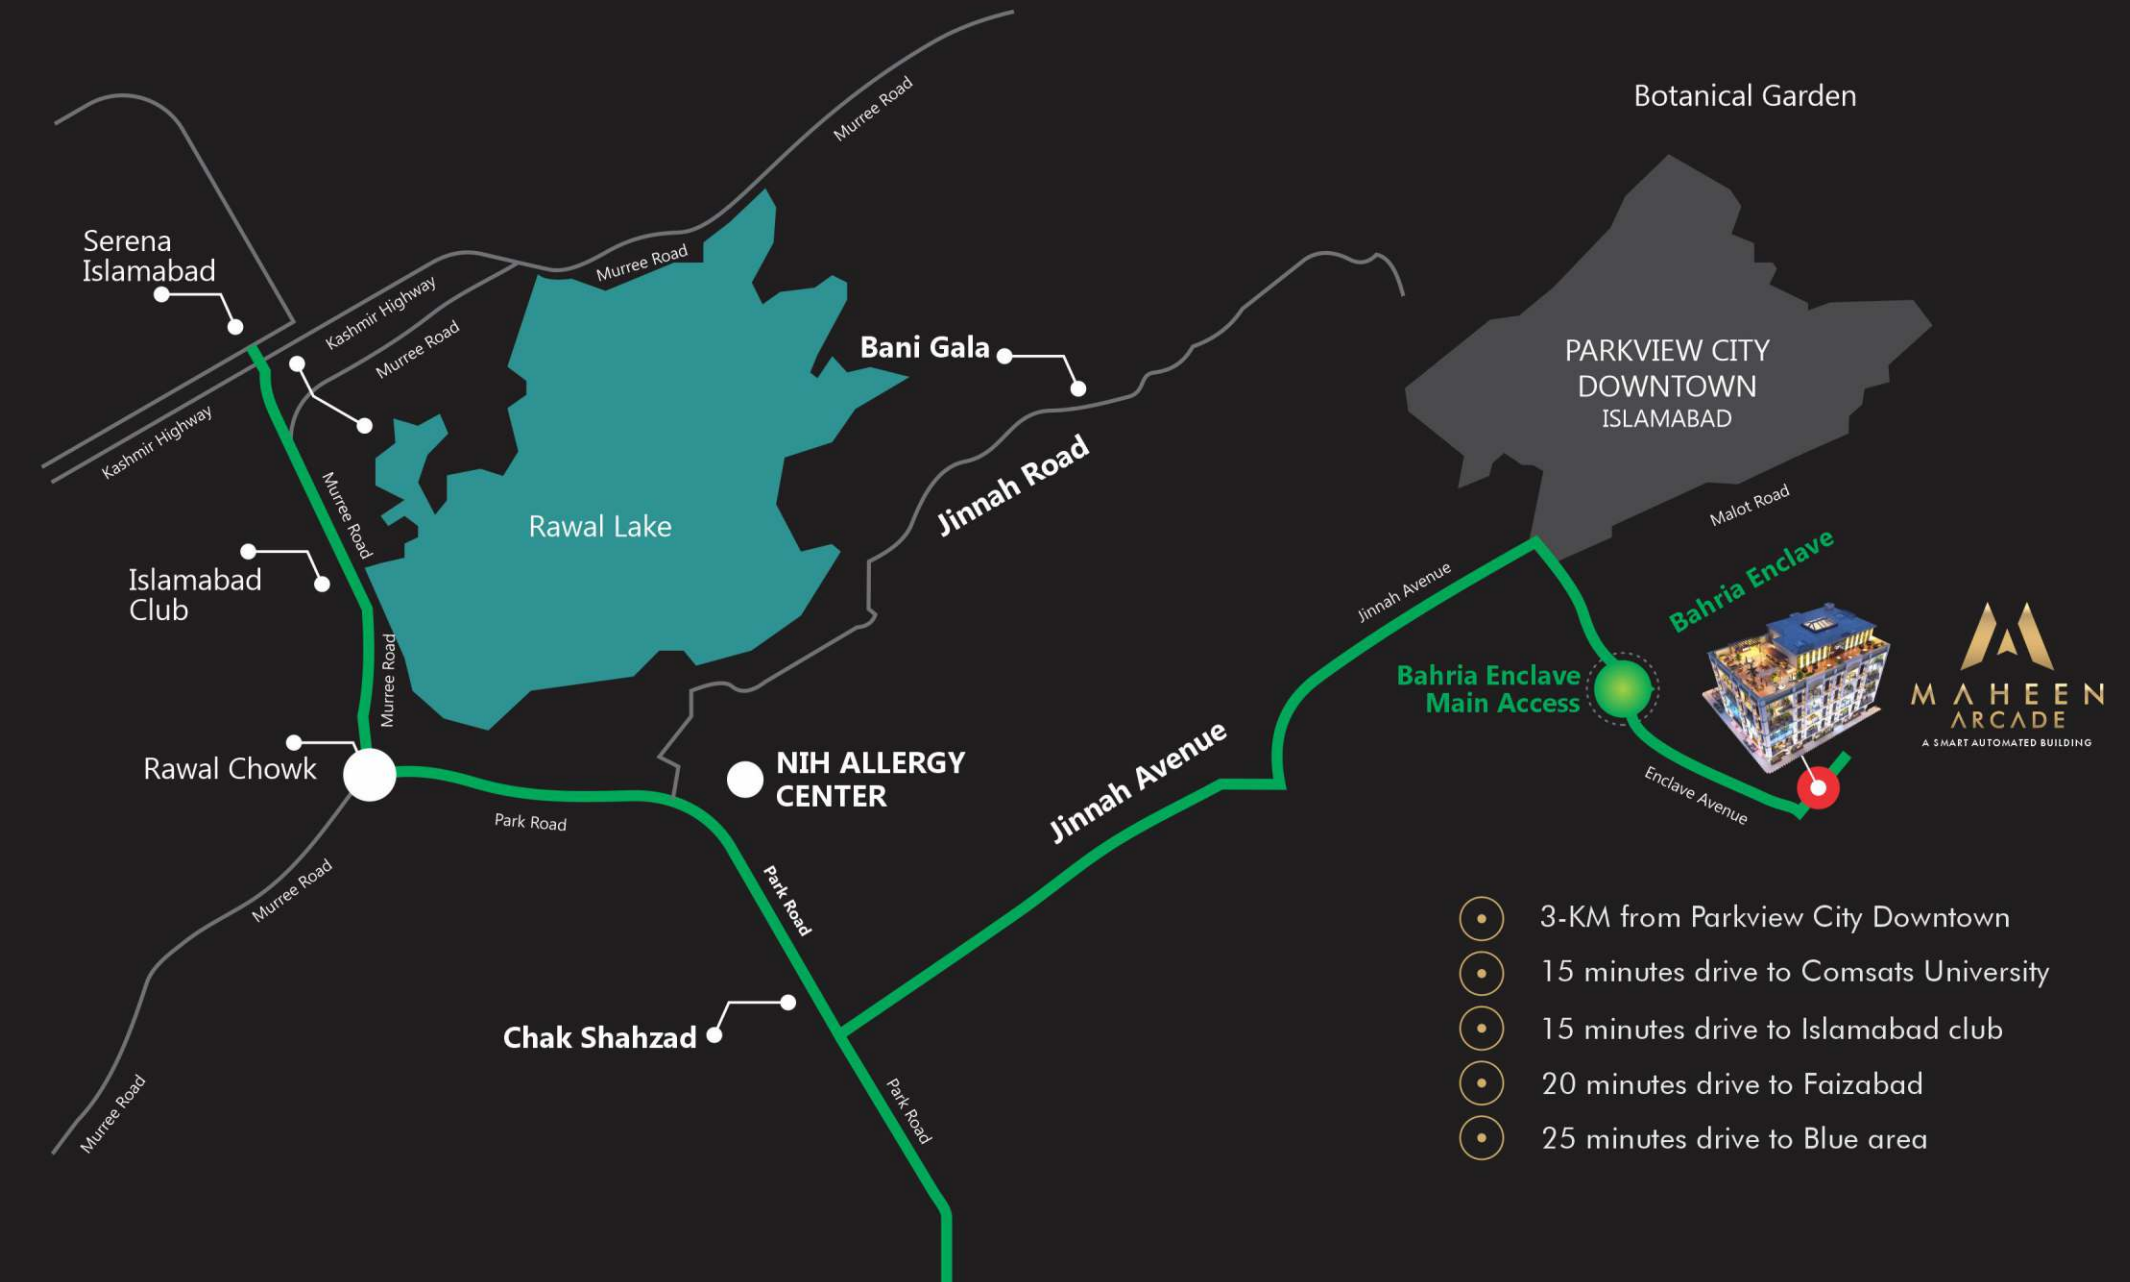 Botanical Garden
Murree Road
Serena
Islamabad
Murree Road
Kashmir Highway
Murree Road
Bani Gala
PARKVIEW CITY
DOWNTOWN
ISLAMABAD
Kashmir Highway
Murree Road
Jinnah Road
Malot Road
Rawal Lake
Bahria Enclave
Jinnah Avenue
Islamabad
Club
Murree Road
Bahria Enclave
Main Access
MAHEEN
ARCADE
A SMART AUTOMATED BUILDING
Rawal Chowk
NIH ALLERGY
CENTER
Jinnah Avenue
Enclave Avenue
Park Road
Murree Road
Park Road
3-KM from Parkview City Downtown
15 minutes drive to Comsats University
15 minutes drive to Islamabad club
20 minutes drive to Faizabad
25 minutes drive to Blue area
Chak Shahzad
Park Road
Murree Road